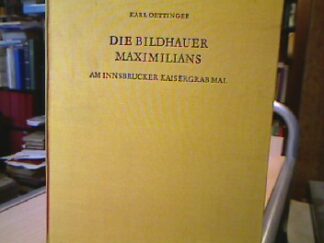 KARL OETTINGER
DIE BILDHAUER
MAXIMILIANS
AM INNSBRUCKER KAISERGRABMAL